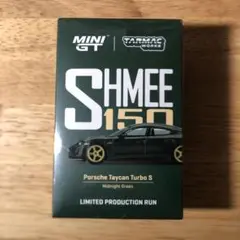 MINI GT TARMAC WORKS
SHMEE
150
Porsche Taycan Turbo S
Midnight Green
LIMITED PRODUCTION RUN